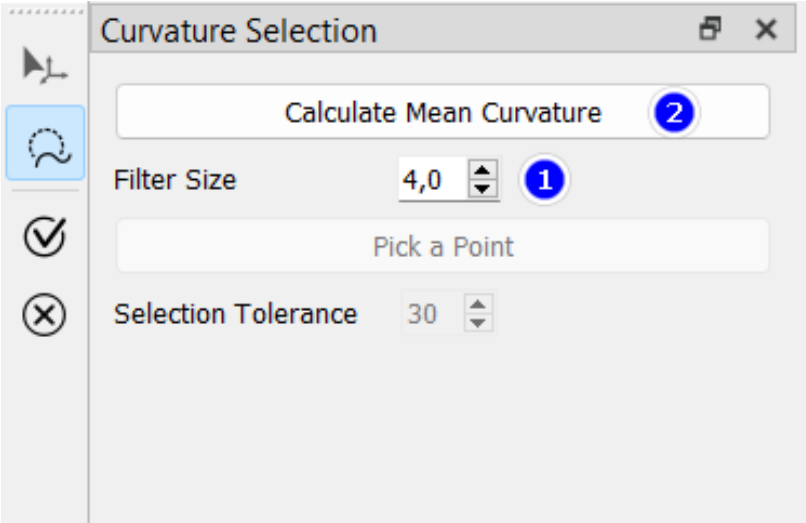 Curvature Selection
Calculate Mean Curvature 2
Filter Size 4,0 1
Pick a Point
Selection Tolerance 30